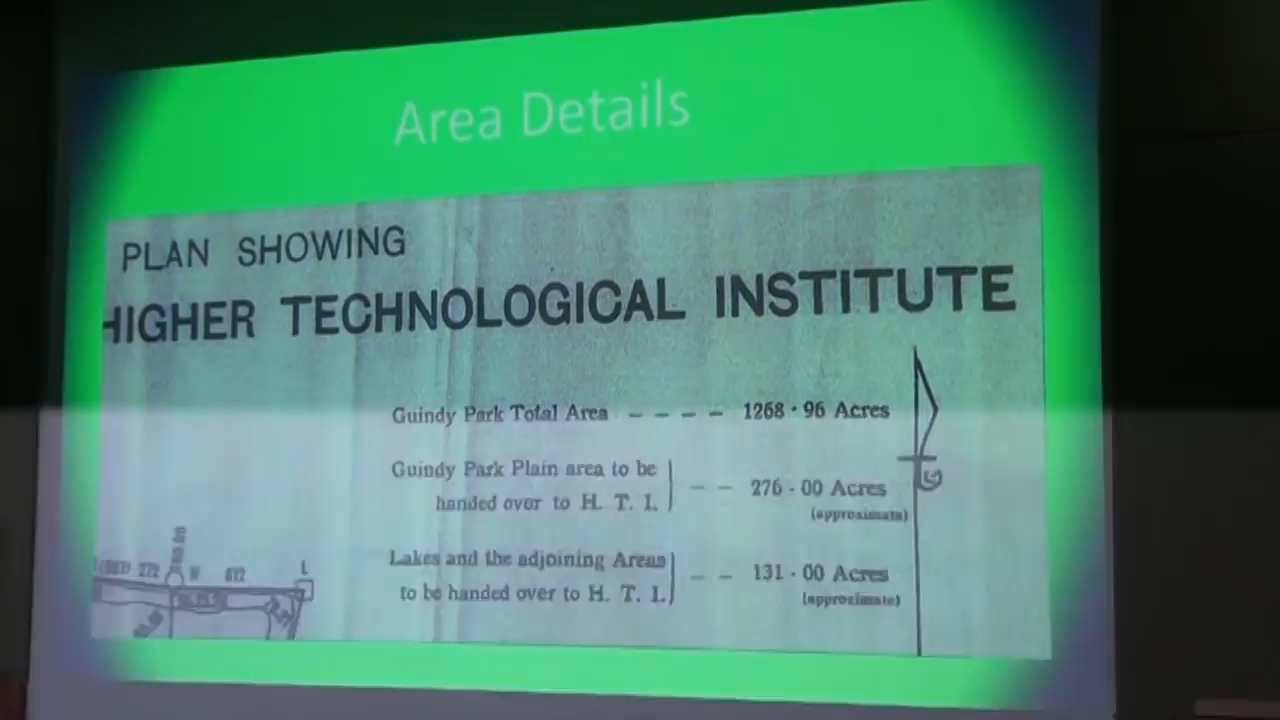 Area Details
PLAN SHOWING
HIGHER TECHNOLOGICAL INSTITUTE
Guindy Park Total Area - - - - 1268 · 96 Acres
Guindy Park Plain area to be
handed over to H. T. I. - - 276 - 00 Acres
(approximate)
Lakes and the adjoining Areas
to be handed over to H. T. I. - - 131 - 00 Acres
(approximate)
272 612 L